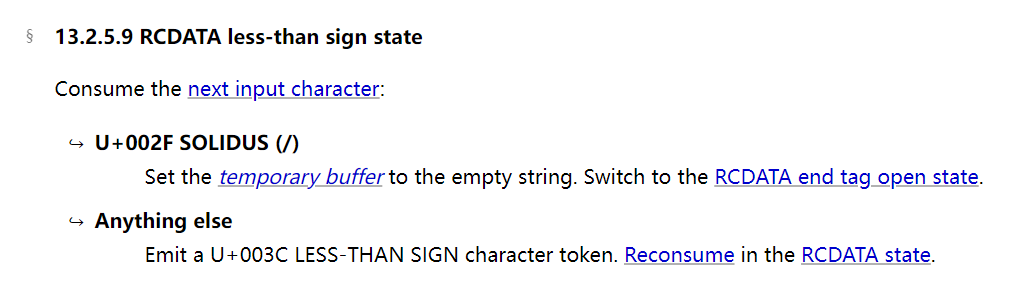 § 13.2.5.9 RCDATA less-than sign state
Consume the next input character:
↪ U+002F SOLIDUS (/)
Set the temporary buffer to the empty string. Switch to the RCDATA end tag open state.
↪ Anything else
Emit a U+003C LESS-THAN SIGN character token. Reconsume in the RCDATA state.